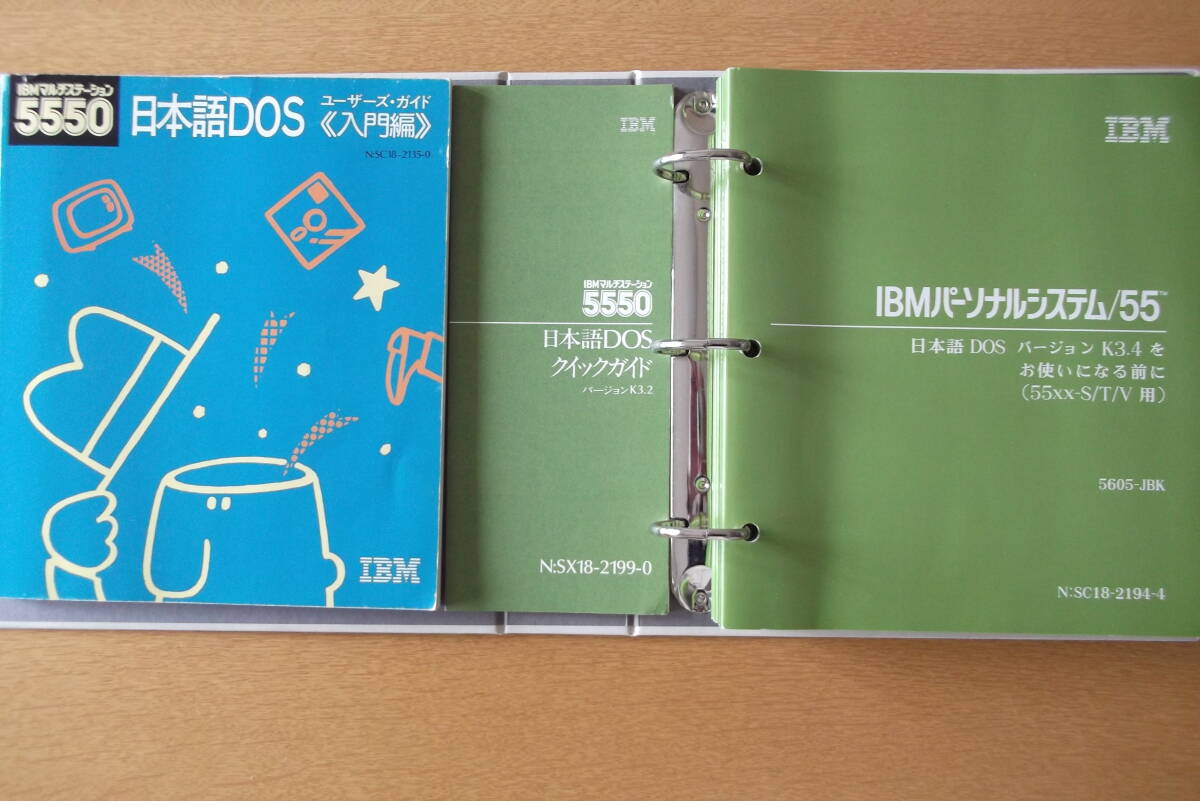 IBMマルチステーション
5550
日本語DOS
ユーザーズ・ガイド
《入門編》
N:SC18-2135-0
IBM
IBM
IBMマルチステーション
5550
日本語DOS
クイックガイド
バージョンK3.2
N:SX18-2199-0
IBM
IBMパーソナルシステム/55™
日本語 DOS バージョン K3.4 を
お使いになる前に
(55xx-S/T/V 用)
5605-JBK
N:SC18-2194-4